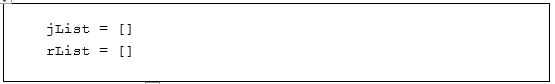 jList = []
rList = []